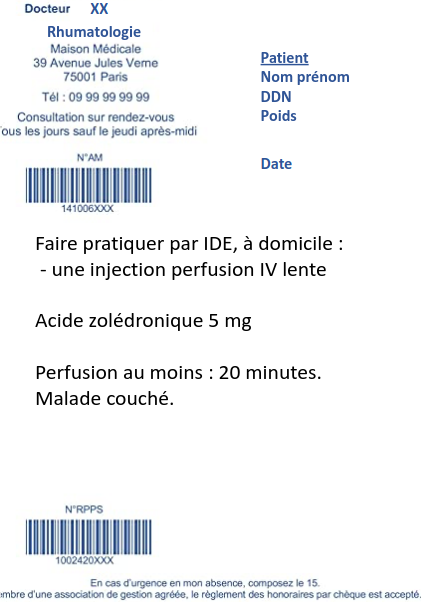 Docteur XX
Rhumatologie
Maison Médicale
39 Avenue Jules Verne
75001 Paris
Tél : 09 99 99 99 99
Consultation sur rendez-vous
ous les jours sauf le jeudi après-midi
N°AM
141006XXX
Patient
Nom prénom
DDN
Poids
Date
Faire pratiquer par IDE, à domicile :
- une injection perfusion IV lente
Acide zolédronique 5 mg
Perfusion au moins : 20 minutes.
Malade couché.
N°RPPS
1002420XXX
En cas d'urgence en mon absence, composez le 15.
embre d'une association de gestion agréée, le règlement des honoraires par chèque est accepté.